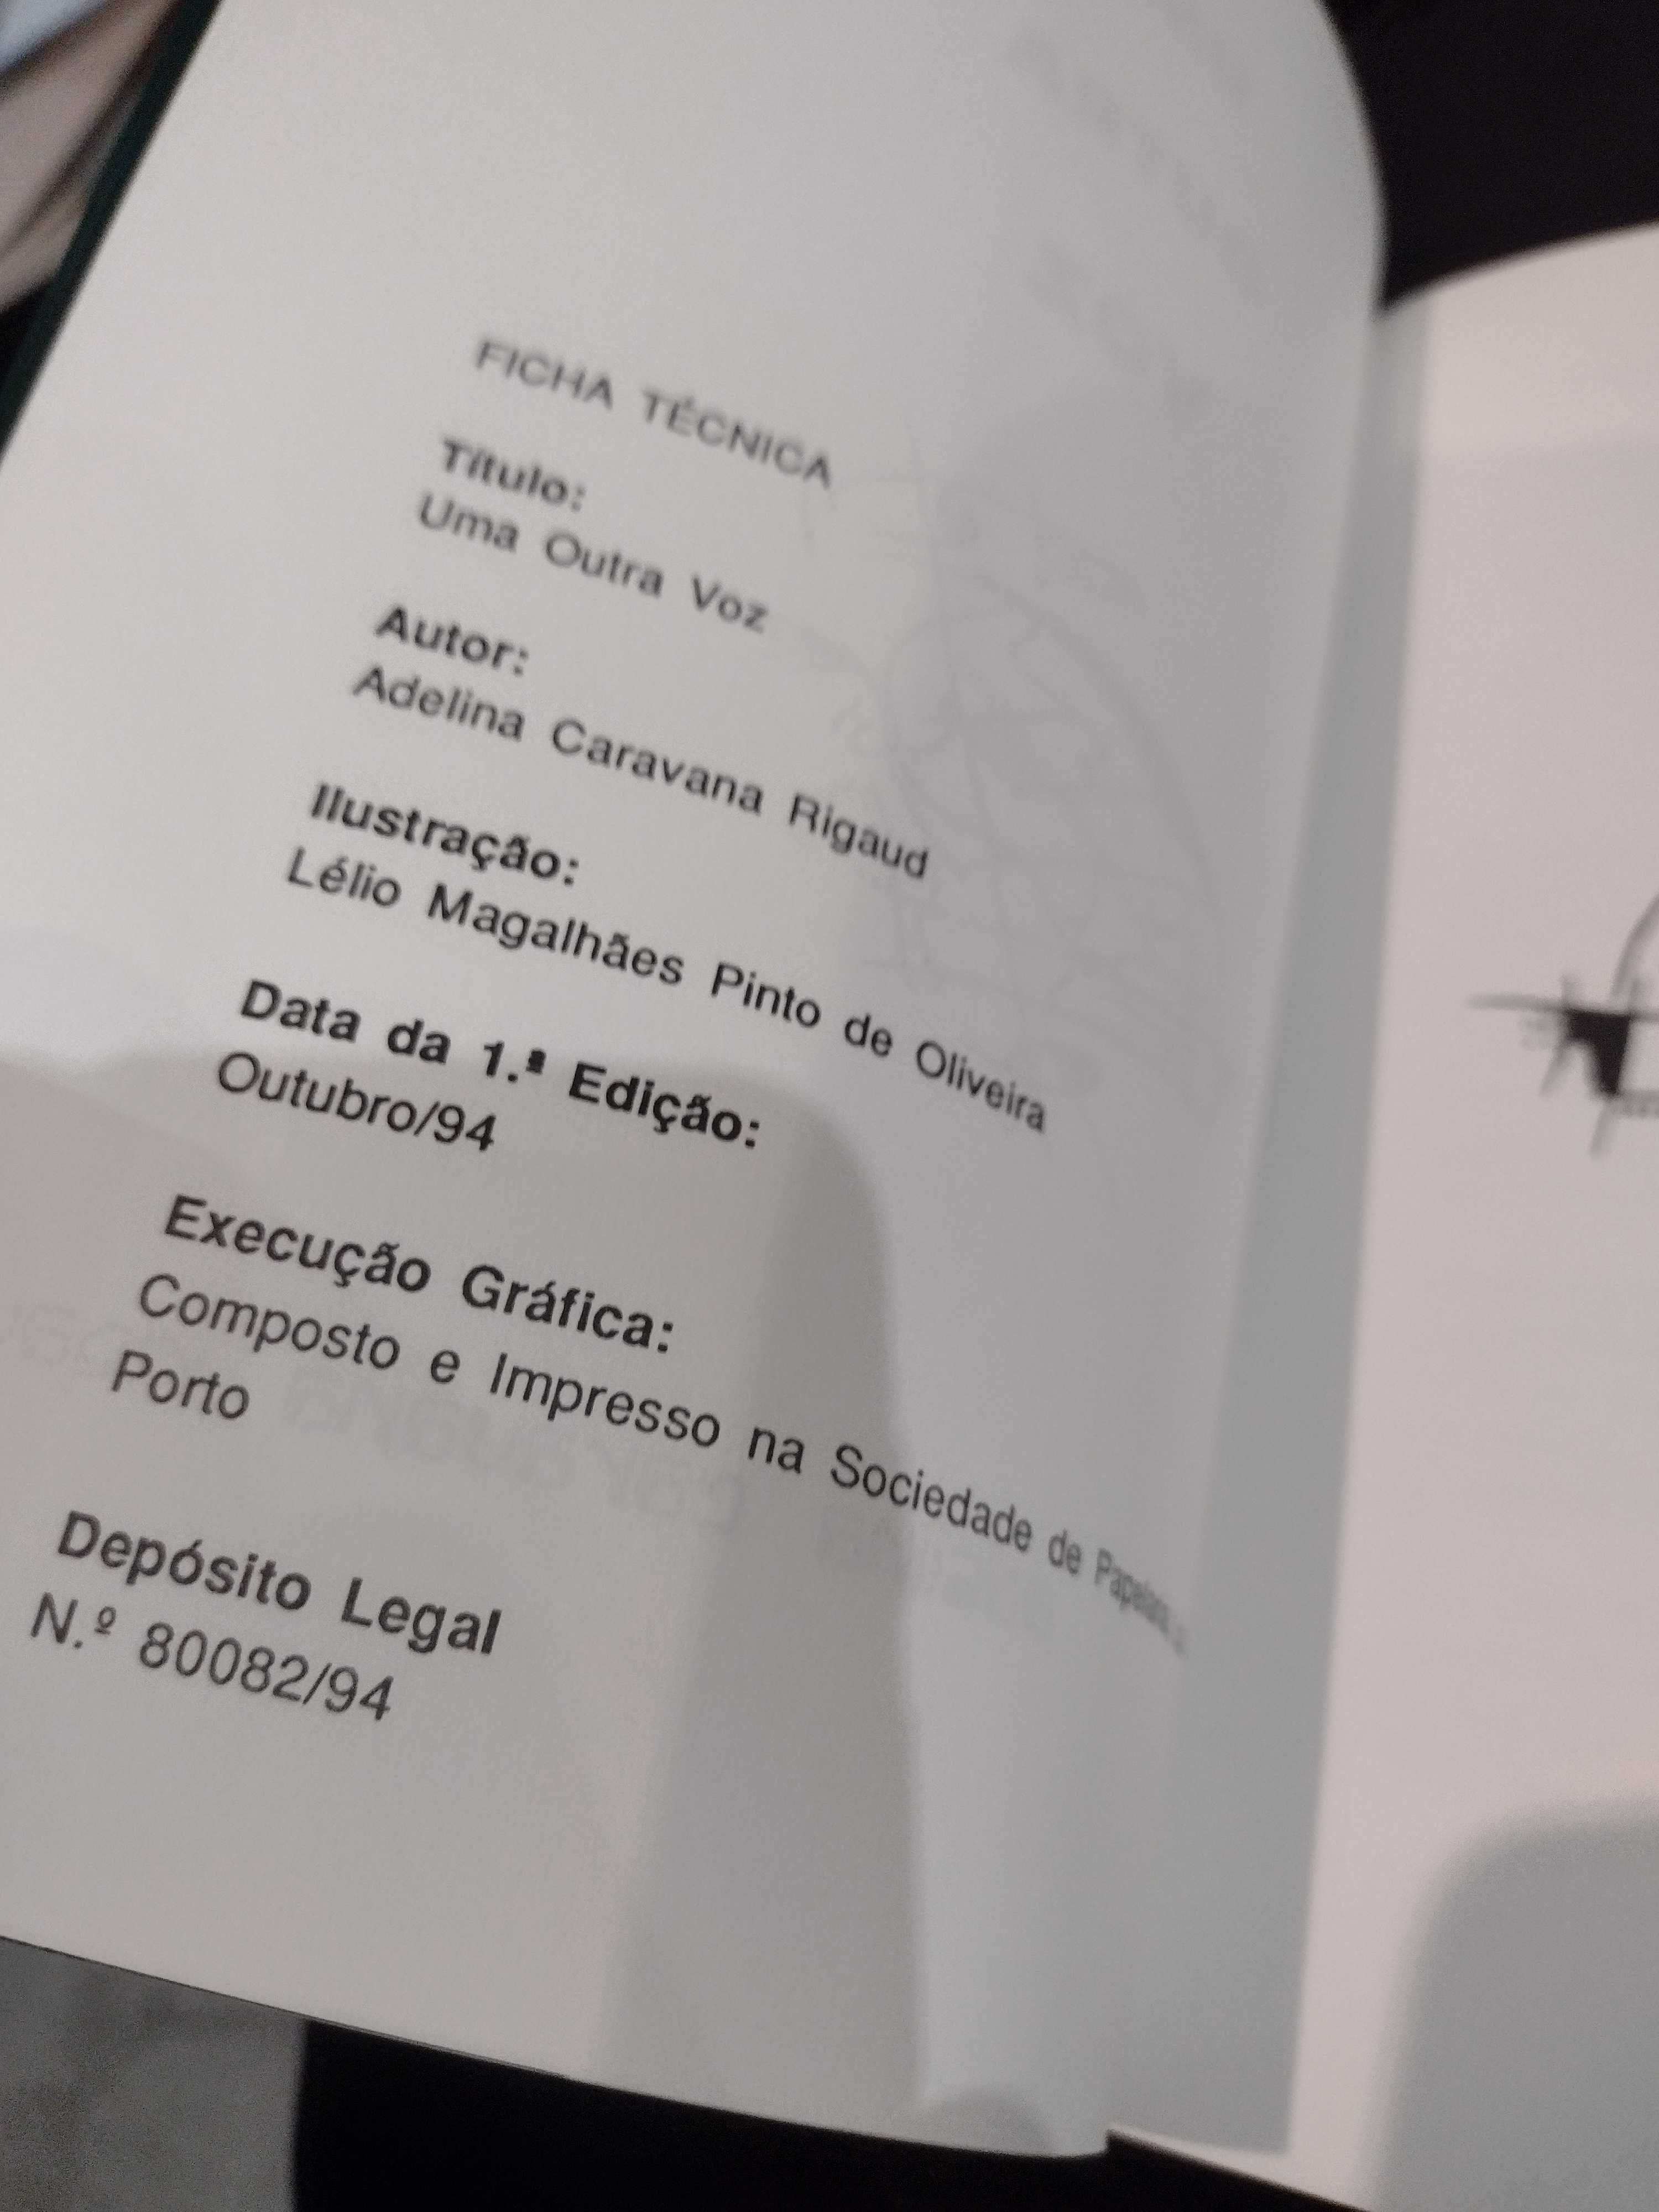 FICHA TÉCNICA
Título:
Uma Outra Voz
Autor:
Adelina Caravana Rigaud
Ilustração:
Lélio Magalhães Pinto de Oliveira
Data da 1.ª Edição:
Outubro/94
Execução Gráfica:
Composto e Impresso na Sociedade de Papelaria,
Porto
Depósito Legal
N.º 80082/94